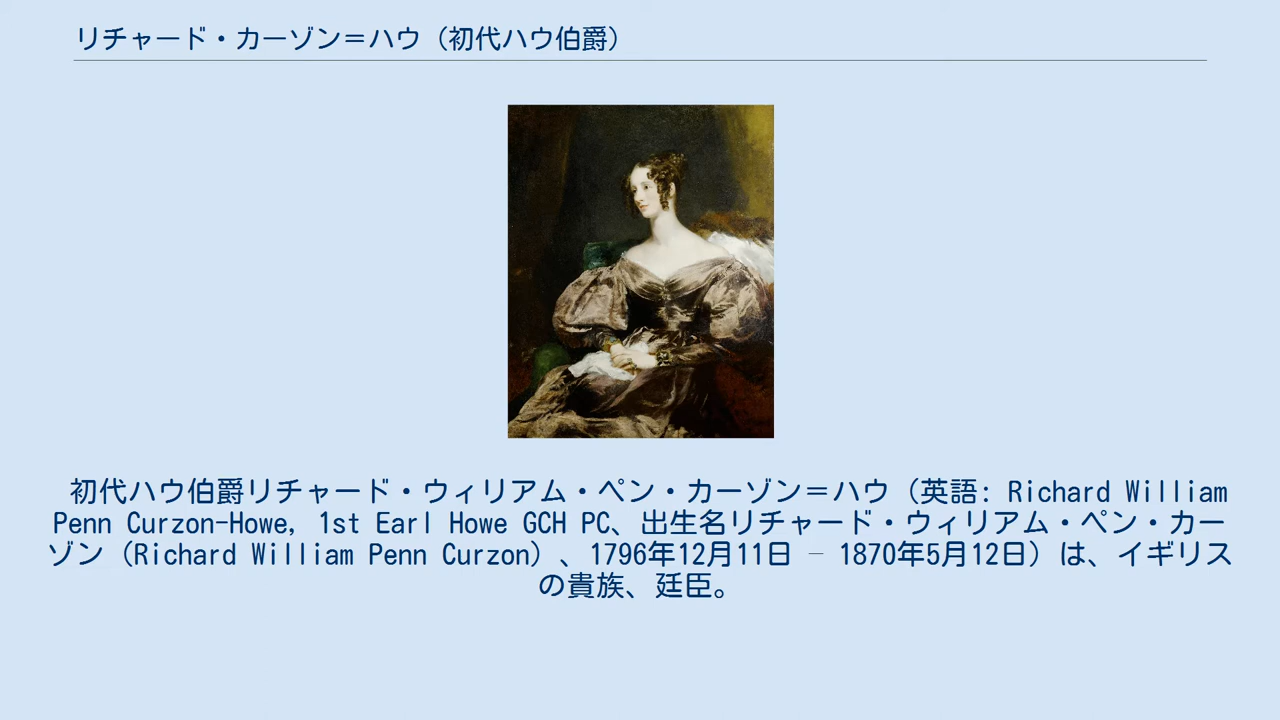 リチャード・カーゾン＝ハウ（初代ハウ伯爵）
初代ハウ伯爵リチャード・ウィリアム・ペン・カーゾン＝ハウ（英語: Richard William
Penn Curzon-Howe, 1st Earl Howe GCH PC、出生名リチャード・ウィリアム・ペン・カー
ゾン（Richard William Penn Curzon）、1796年12月11日 – 1870年5月12日）は、イギリス
の貴族、廷臣。